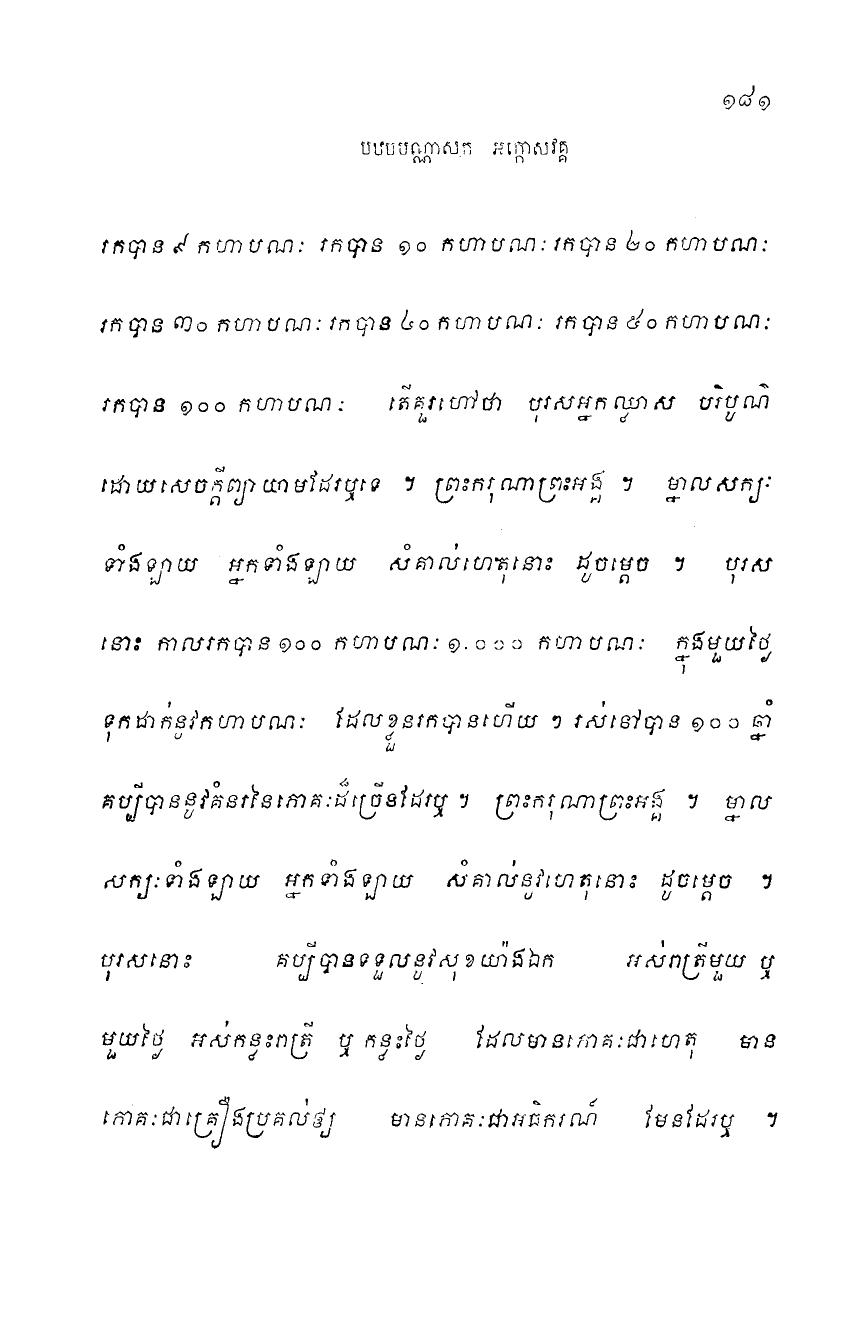 ១៨១
បឋមបណ្ណាសក អក្កោសវគ្គ
រកបាន ៩ កហាបណៈ រកបាន ១០ កហាបណៈ រកបាន ២០ កហាបណៈ
រកបាន ៣០ កហាបណៈ រកបាន ៤០ កហាបណៈ រកបាន ៥០ កហាបណៈ
រកបាន ១០០ កហាបណៈ តើគួរហៅថា បុរសអ្នកឈ្លាស បរិបូណ៌
ដោយសេចក្តីព្យាយាមដែរឬទេ ។ ព្រះករុណាព្រះអង្គ ។ ម្នាលសក្យៈ
ទាំងឡាយ អ្នកទាំងឡាយ សំគាល់ហេតុនោះ ដូចម្តេច ។ បុរស
នោះ កាលរកបាន ១០០ កហាបណៈ ១.០០០ កហាបណៈ ក្នុងមួយថ្ងៃ
ទុកដាក់នូវកហាបណៈ ដែលខ្លួនរកបានហើយ ៗ រស់នៅបាន ១០០ ឆ្នាំ
គប្បីបាននូវគំនរនៃភោគៈដ៏ច្រើនដែរឬ ។ ព្រះករុណាព្រះអង្គ ។ ម្នាល
សក្យៈទាំងឡាយ អ្នកទាំងឡាយ សំគាល់នូវហេតុនោះ ដូចម្តេច ។
បុរសនោះ គប្បីបានទទួលនូវសុខយ៉ាងឯក អស់រាត្រីមួយ ឬ
មួយថ្ងៃ អស់កន្លះរាត្រី ឬ កន្លះថ្ងៃ ដែលមានភោគៈជាហេតុ មាន
ភោគៈជាគ្រឿងប្រគល់ឲ្យ មានភោគៈជាអធិករណ៍ មែនដែរឬ ។